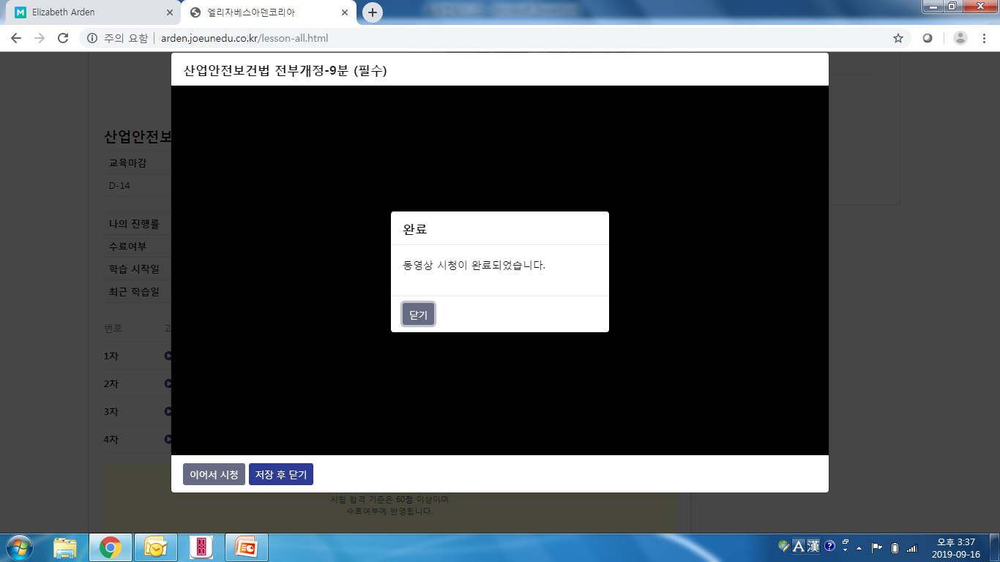 Elizabeth Arden
엘리자베스아덴코리아
주의 요함
arden.joeunedu.co.kr/lesson-all.html
산업안전보건법 전부개정-9분 (필수)
산업안전보
교육마감
D-14
나의 진행률
수료여부
학습 시작일
최근 학습일
번호
1차
2차
3차
4차
완료
동영상 시청이 완료되었습니다.
닫기
이어서 시청 저장 후 닫기
시험 합격 기준은 60점 이상이며
수료여부에 반영됩니다.
A 漢
오후 3:37
2019-09-16